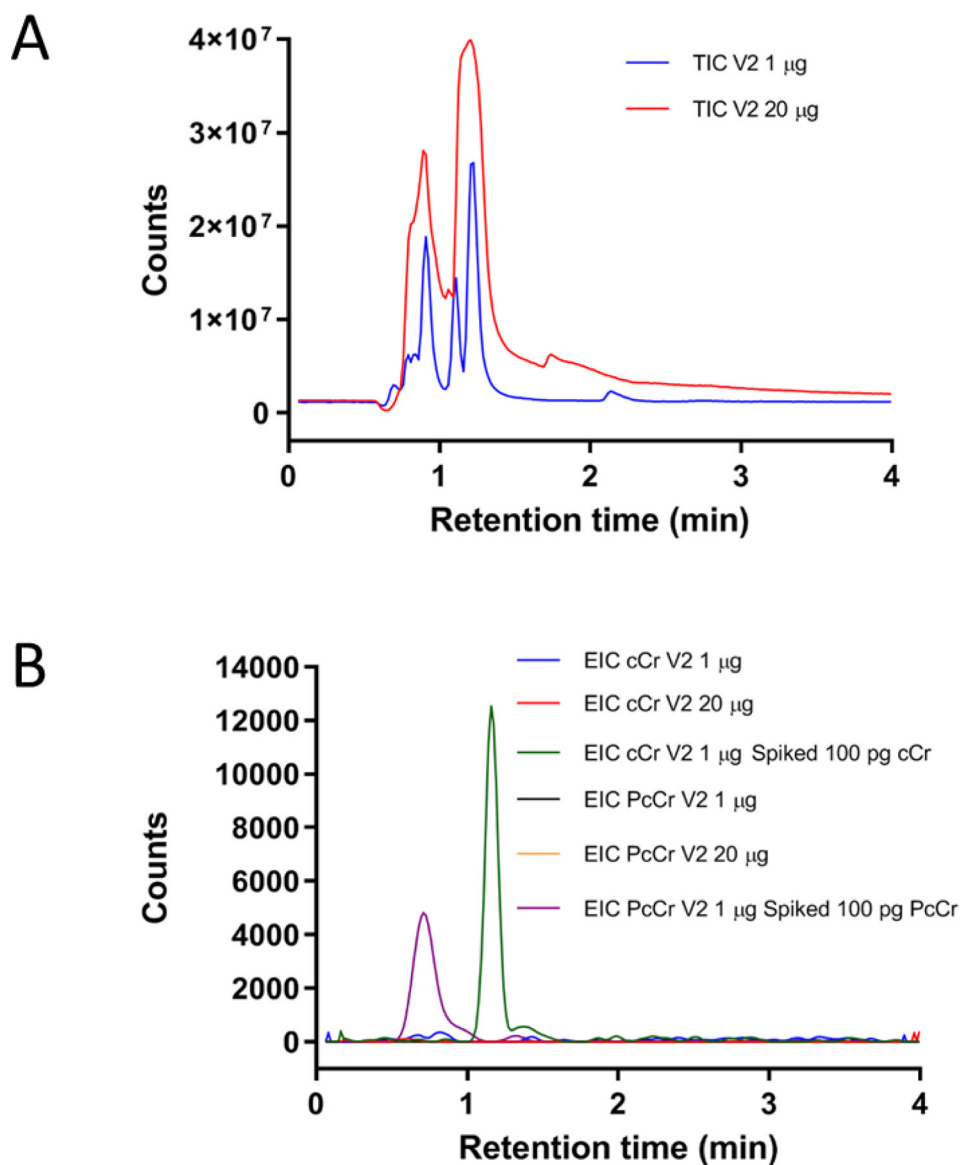 A
4×10⁷
3×10⁷
2×10⁷
1×10⁷
0
Counts
TIC V2 1 μg
TIC V2 20 μg
0 1 2 3 4
Retention time (min)
B
14000
12000
10000
8000
6000
4000
2000
0
Counts
EIC cCr V2 1 μg
EIC cCr V2 20 μg
EIC cCr V2 1 μg Spiked 100 pg cCr
EIC PcCr V2 1 μg
EIC PcCr V2 20 μg
EIC PcCr V2 1 μg Spiked 100 pg PcCr
0 1 2 3 4
Retention time (min)